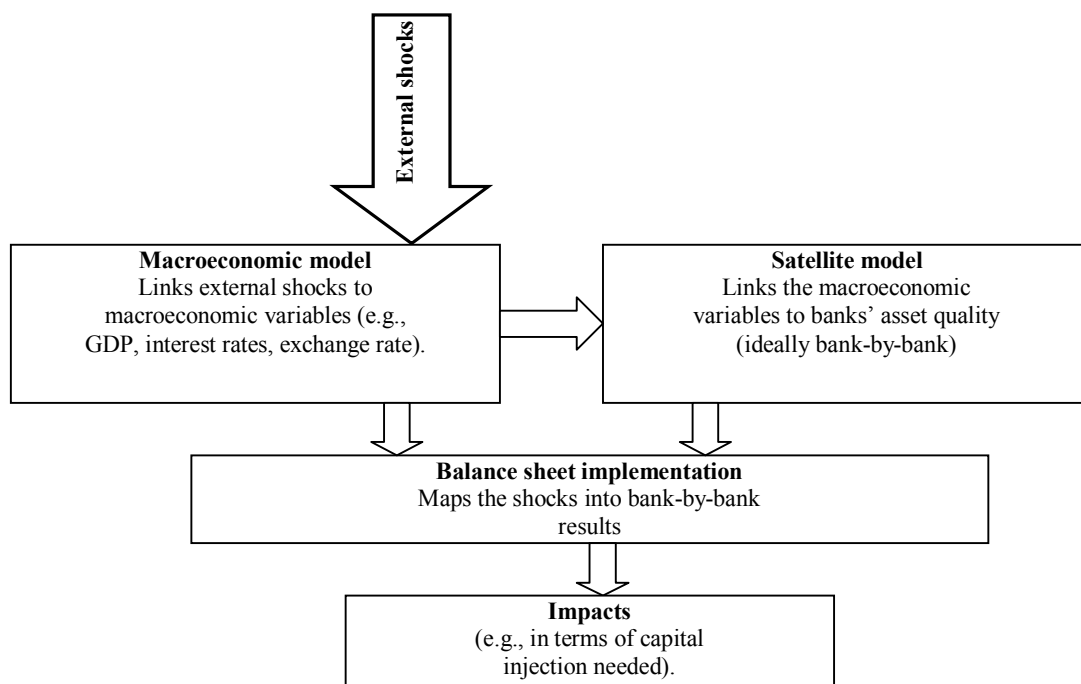 External shocks
Macroeconomic model
Links external shocks to
macroeconomic variables (e.g.,
GDP, interest rates, exchange rate).
Satellite model
Links the macroeconomic
variables to banks’ asset quality
(ideally bank-by-bank)
Balance sheet implementation
Maps the shocks into bank-by-bank
results
Impacts
(e.g., in terms of capital
injection needed).